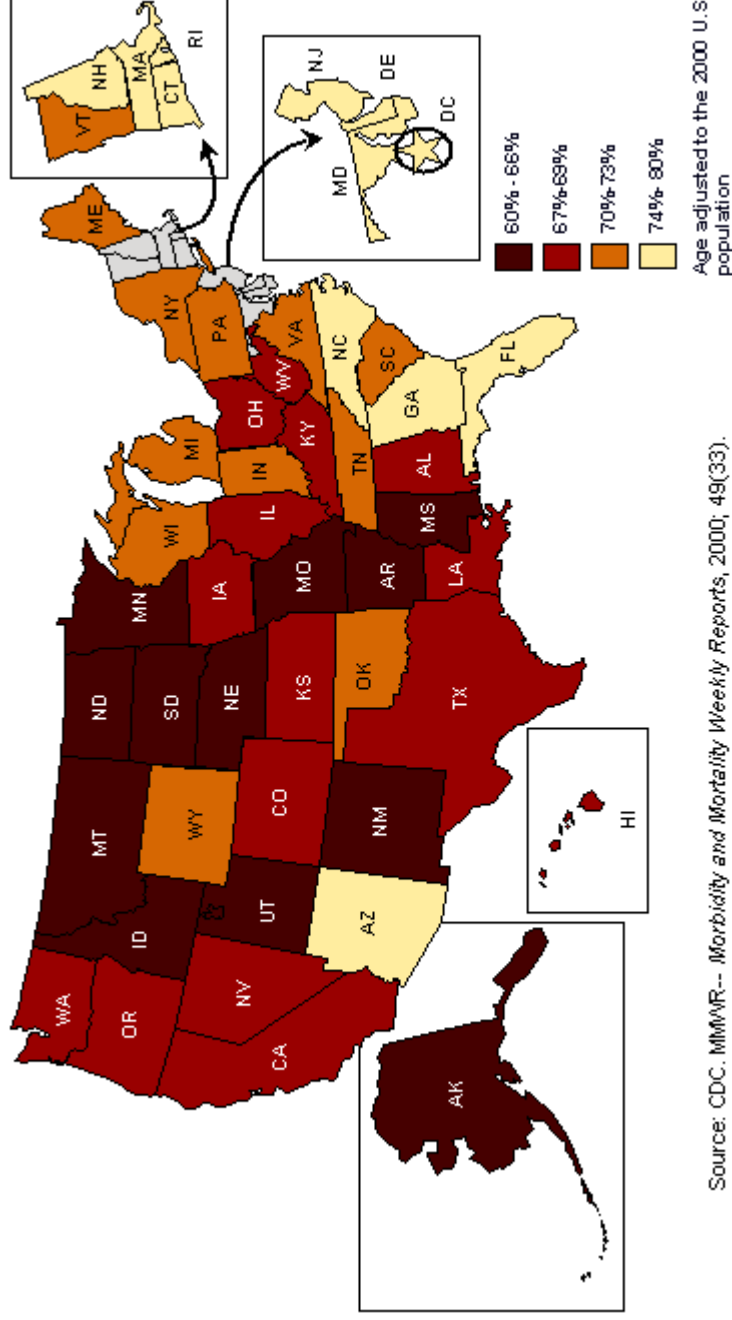 WA
OR
CA
NV
ID
MT
WY
UT
AZ
CO
NM
ND
SD
NE
KS
OK
TX
MN
IA
MO
AR
LA
WI
IL
MS
MI
IN
KY
TN
AL
OH
WV
VA
NC
SC
GA
FL
PA
NY
ME
VT
NH
MA
CT
RI
NJ
DE
MD
DC
AK
HI
60% - 66%
67%-69%
70%-73%
74%- 80%
Age adjusted to the 2000 U.S
population
Source: CDC. MMWR-- Morbidity and Mortality Weekly Reports, 2000; 49(33).